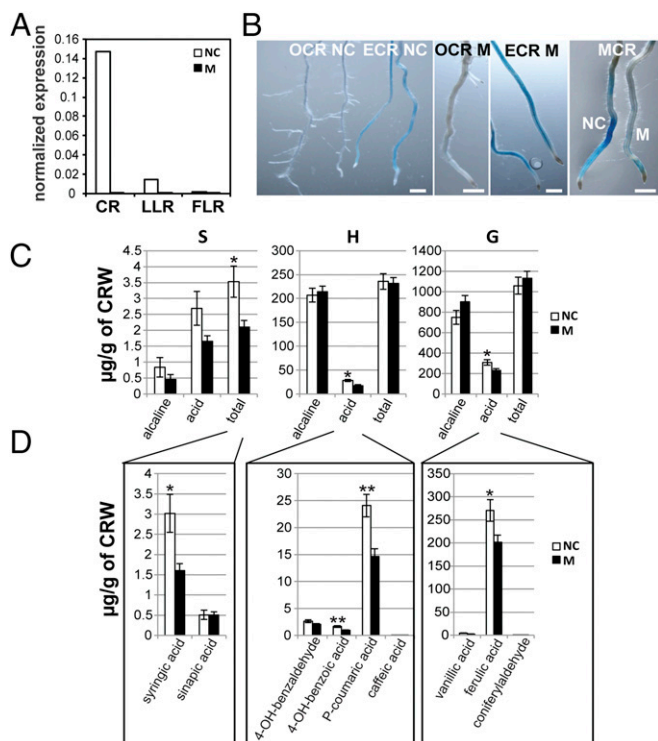 A
normalized expression
0.16
0.14
0.12
0.1
0.08
0.06
0.04
0.02
0
NC
M
CR LLR FLR
B
OCR NC ECR NC OCR M ECR M MCR
NC
M
C
µg/g of CRW
S
4.5
4
3.5
3
2.5
2
1.5
1
0.5
0
*
alcaline acid total
H
300
250
200
150
100
50
0
*
alcaline acid total
G
1400
1200
1000
800
600
400
200
0
*
alcaline acid total
NC
M
D
µg/g of CRW
4
3.5
3
2.5
2
1.5
1
0.5
0
*
syringic acid sinapic acid
30
25
20
15
10
5
0
** **
4-OH-benzaldehyde 4-OH-benzoic acid P-coumaric acid caffeic acid
350
300
250
200
150
100
50
0
*
vanillic acid ferulic acid coniferylaldehyde
NC
M